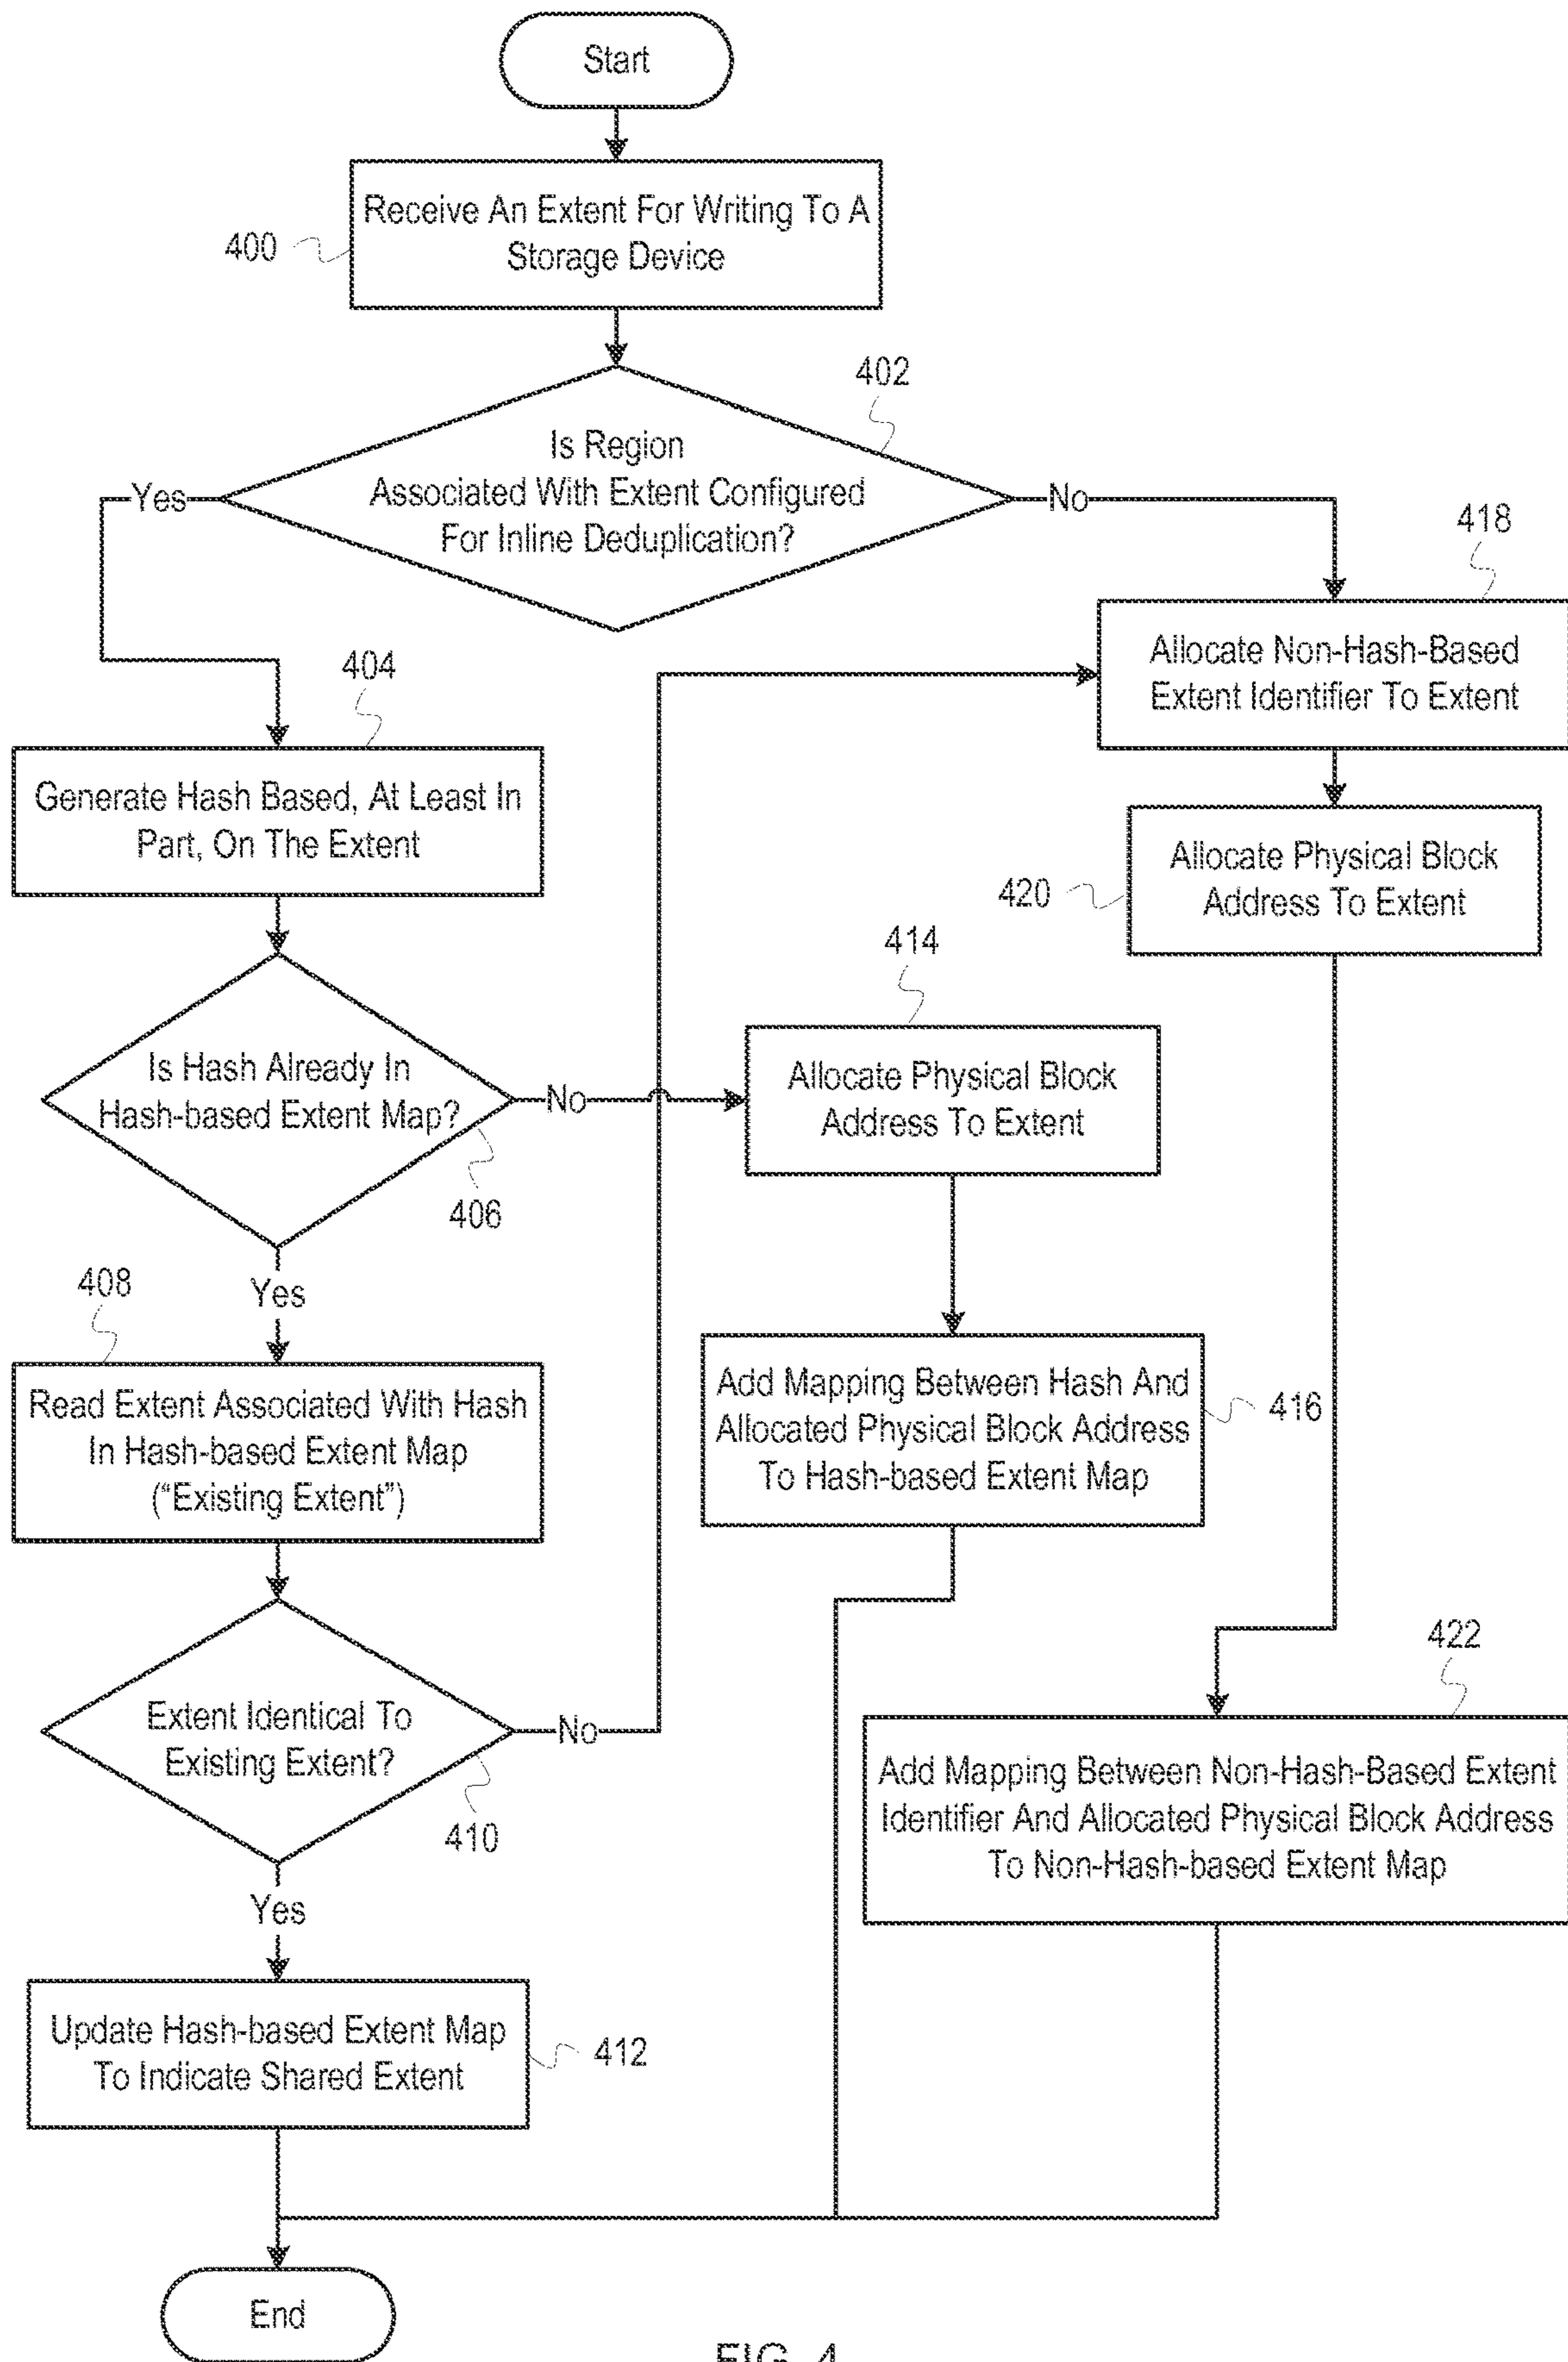 Start
Receive An Extent For Writing To A
Storage Device
400
402
Is Region
Associated With Extent Configured
For Inline Deduplication?
Yes
No
418
Allocate Non-Hash-Based
Extent Identifier To Extent
404
Generate Hash Based, At Least In
Part, On The Extent
Allocate Physical Block
Address To Extent
420
414
Is Hash Already In
Hash-based Extent Map?
No
406
Allocate Physical Block
Address To Extent
Yes
408
Read Extent Associated With Hash
In Hash-based Extent Map
("Existing Extent")
Add Mapping Between Hash And
Allocated Physical Block Address
To Hash-based Extent Map
416
422
Extent Identical To
Existing Extent?
No
410
Add Mapping Between Non-Hash-Based Extent
Identifier And Allocated Physical Block Address
To Non-Hash-based Extent Map
Yes
Update Hash-based Extent Map
To Indicate Shared Extent
412
End
FIG. 4